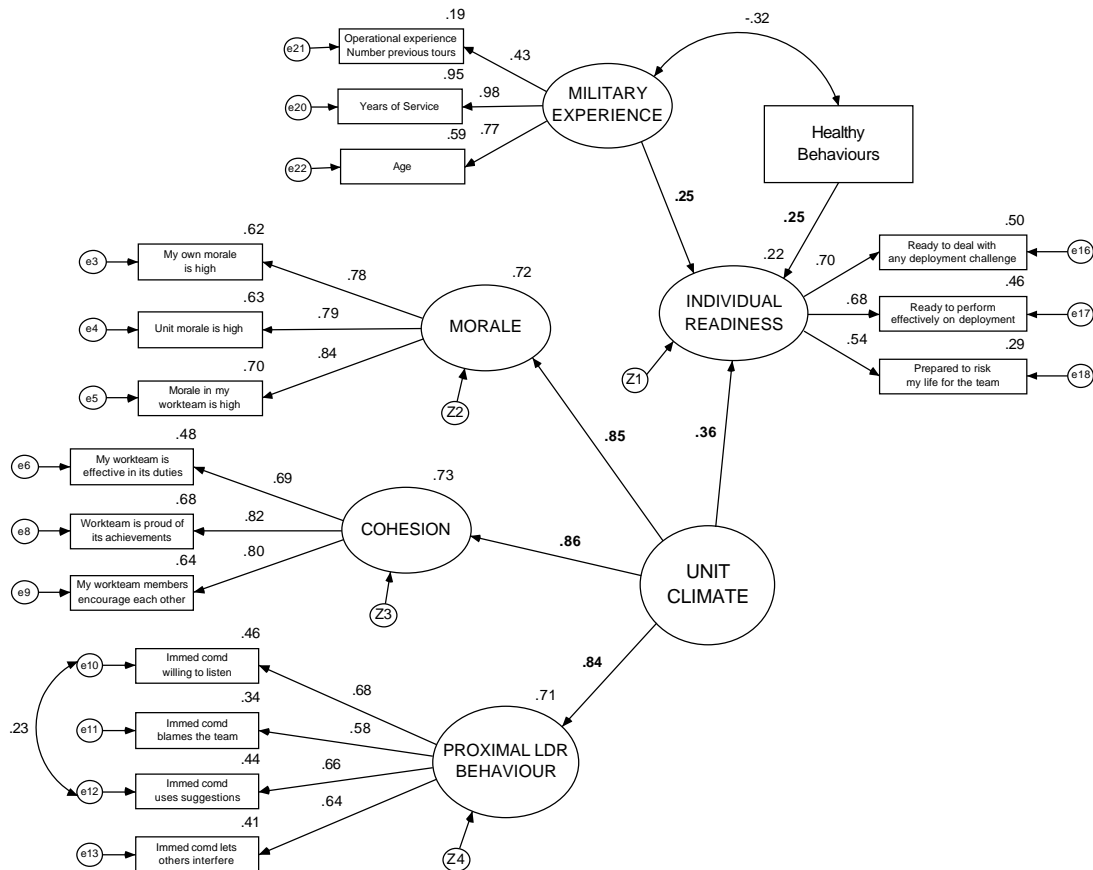 .19
-.32
e21
Operational experience
Number previous tours
.43
MILITARY
EXPERIENCE
.95
e20
Years of Service
.98
.59
.77
e22
Age
Healthy
Behaviours
.25
.25
.62
e3
My own morale
is high
.78
.72
.63
e4
Unit morale is high
.79
MORALE
.70
.84
e5
Morale in my
workteam is high
Z2
.22
INDIVIDUAL
READINESS
Z1
.50
.70
Ready to deal with
any deployment challenge
e16
.46
.68
Ready to perform
effectively on deployment
e17
.29
.54
Prepared to risk
my life for the team
e18
.85
.36
.48
e6
My workteam is
effective in its duties
.69
.73
.68
e8
Workteam is proud of
its achievements
.82
COHESION
.64
.80
e9
My workteam members
encourage each other
Z3
.86
UNIT
CLIMATE
.84
.46
e10
Immed comd
willing to listen
.68
.71
.34
.23
e11
Immed comd
blames the team
.58
PROXIMAL LDR
BEHAVIOUR
.44
e12
Immed comd
uses suggestions
.66
.41
.64
e13
Immed comd lets
others interfere
Z4